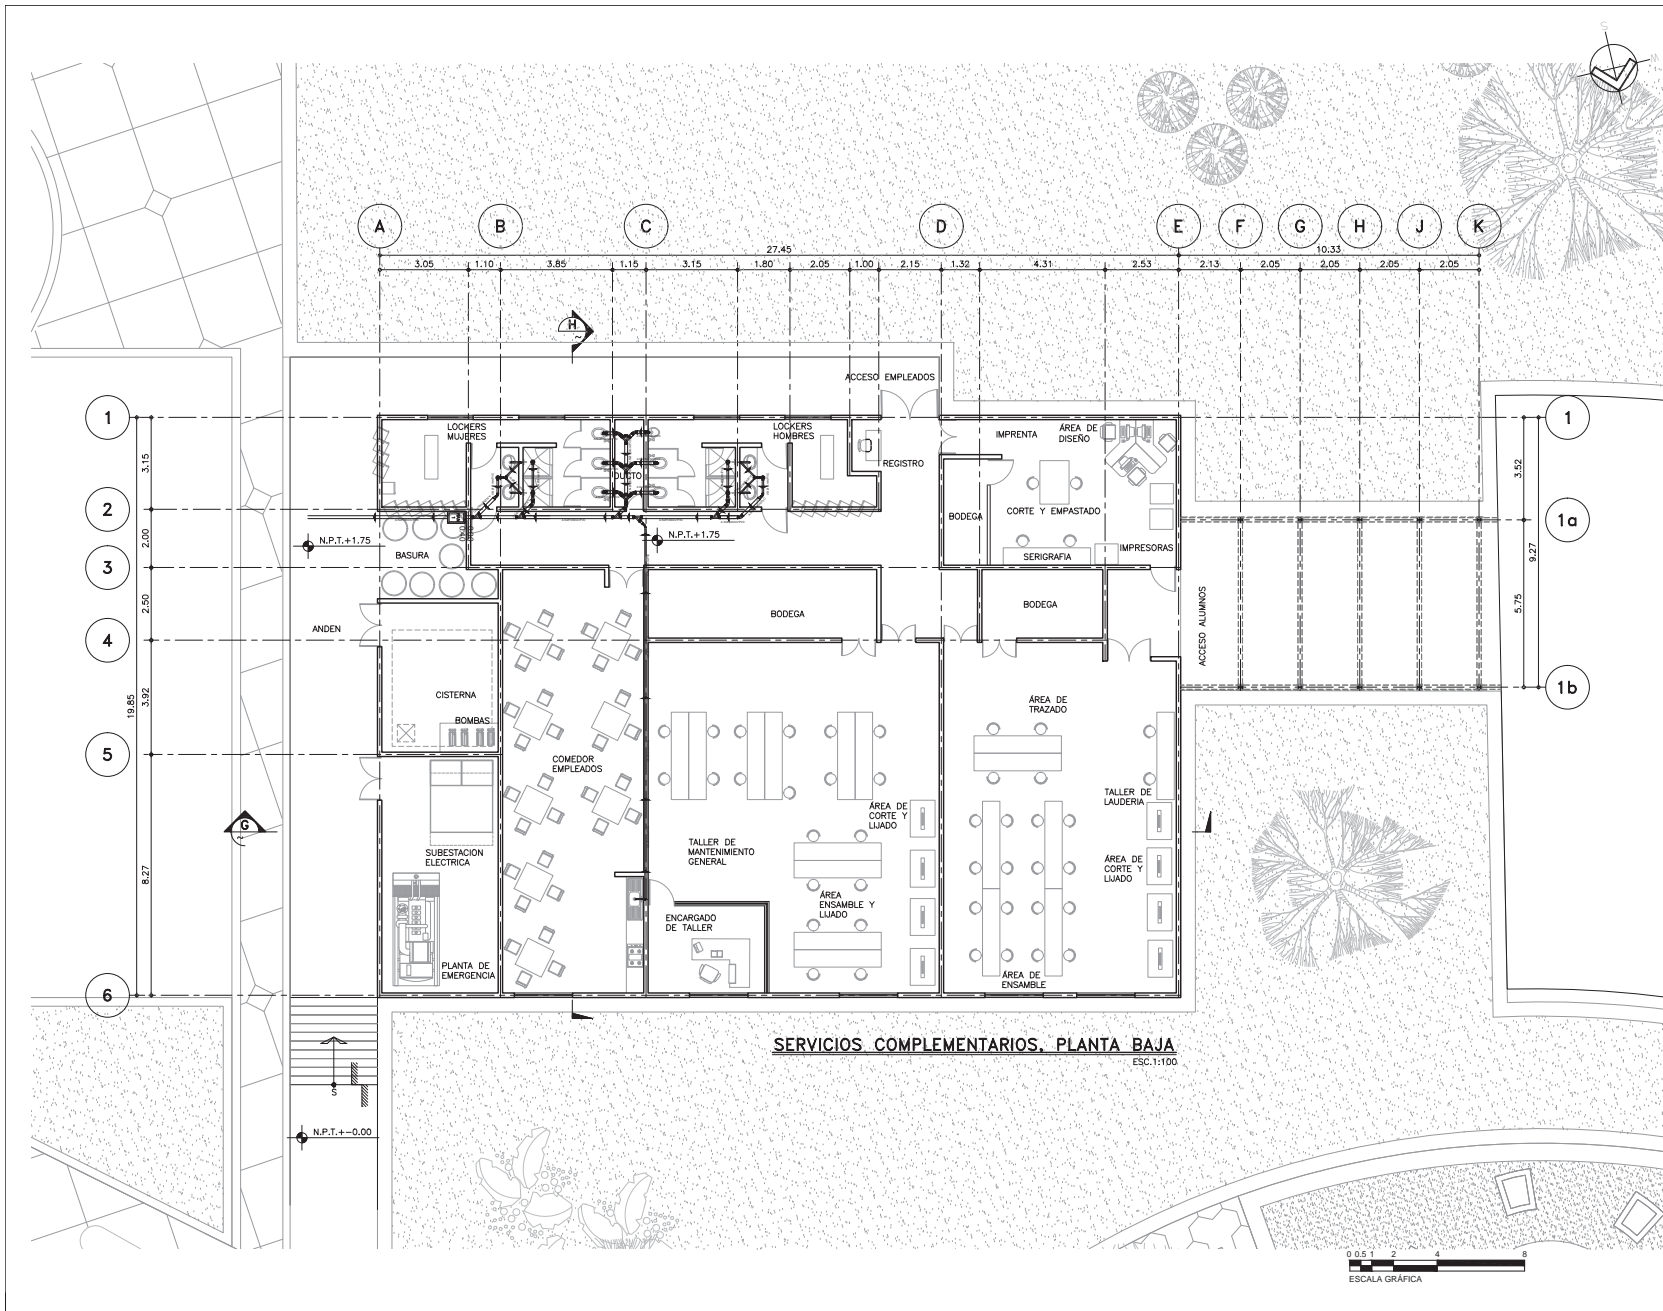 S
A
B
C
D
E
F
G
H
J
K
27.45
10.33
3.05
1.10
3.85
1.15
3.15
1.80
2.05
1.00
2.15
1.32
4.31
2.53
2.13
2.05
2.05
2.05
2.05
H
ACCESO EMPLEADOS
1
LOCKERS
MUJERES
LOCKERS
HOMBRES
REGISTRO
IMPRENTA
ÁREA DE
DISEÑO
1
3.15
DUCTO
3.52
2
BODEGA
CORTE Y EMPASTADO
1a
2.00
N.P.T.+1.75
BASURA
N.P.T.+1.75
SERIGRAFIA
IMPRESORAS
9.27
3
2.50
BODEGA
BODEGA
ACCESO ALUMNOS
5.75
ANDEN
4
19.85
3.92
CISTERNA
BOMBAS
ÁREA DE
TRAZADO
1b
5
COMEDOR
EMPLEADOS
TALLER DE
LAUDERIA
ÁREA DE
CORTE Y
LIJADO
G
SUBESTACION
ELECTRICA
TALLER DE
MANTENIMIENTO
GENERAL
ÁREA DE
CORTE Y
LIJADO
8.27
ÁREA
ENSAMBLE Y
LIJADO
ENCARGADO
DE TALLER
PLANTA DE
EMERGENCIA
ÁREA DE
ENSAMBLE
6
SERVICIOS COMPLEMENTARIOS, PLANTA BAJA
ESC.1:100
S
N.P.T.+-0.00
0 0.5 1 2 4 8
ESCALA GRÁFICA